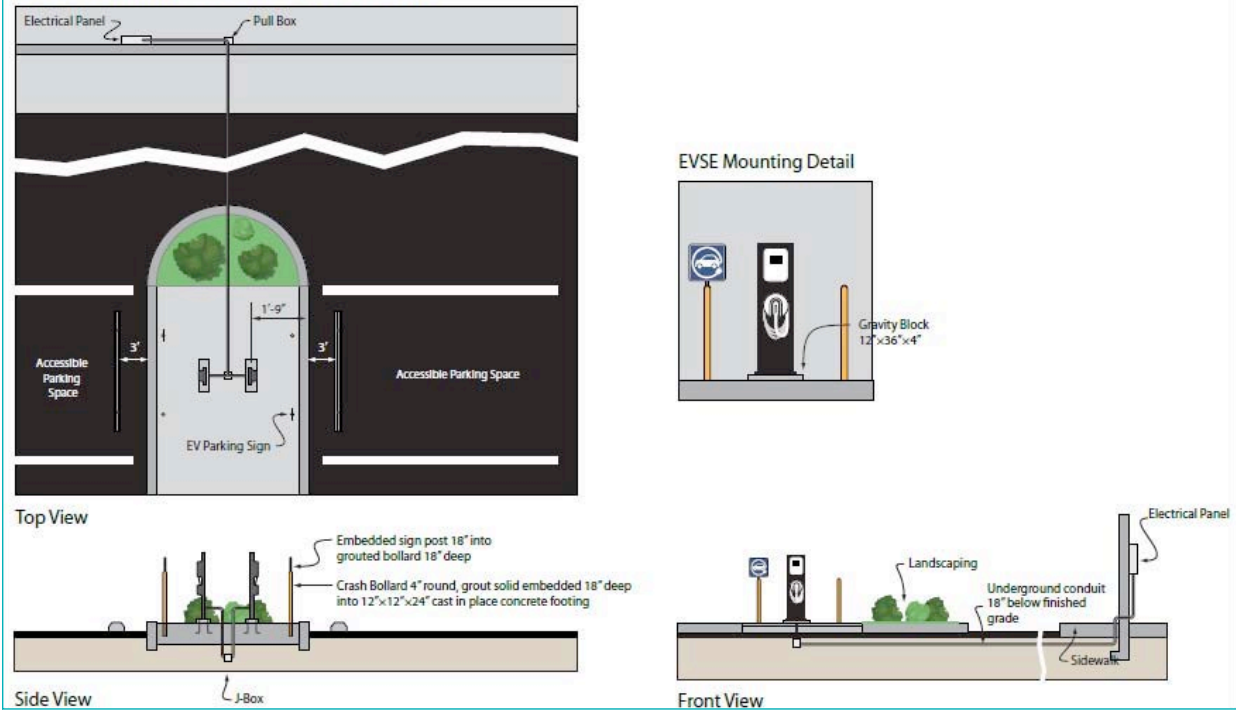 Electrical Panel
Pull Box
1'-9"
3'
3'
Accessible
Parking
Space
Accessible Parking Space
EV Parking Sign
Top View
EVSE Mounting Detail
Gravity Block
12"×36"×4"
Embedded sign post 18" into
grouted bollard 18" deep
Crash Bollard 4" round, grout solid embedded 18" deep
into 12"×12"×24" cast in place concrete footing
J-Box
Side View
Electrical Panel
Landscaping
Underground conduit
18" below finished
grade
Sidewalk
Front View